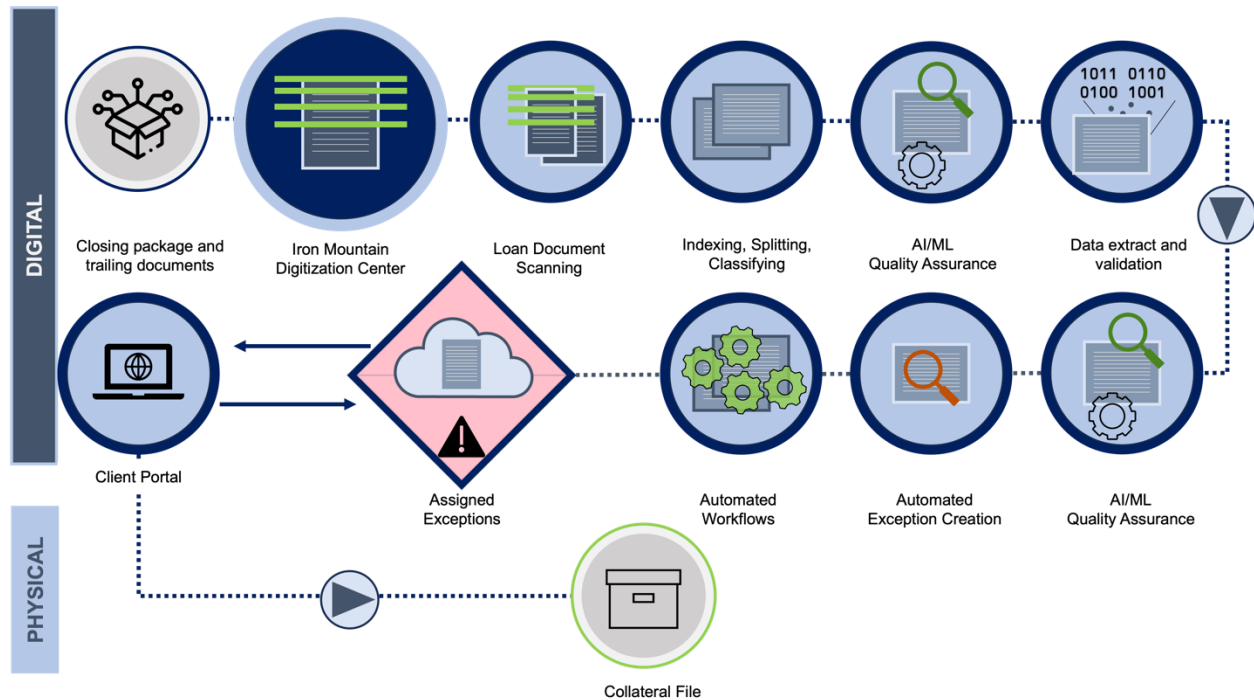 DIGITAL
1011 0110
0100 1001
Closing package and
trailing documents
Iron Mountain
Digitization Center
Loan Document
Scanning
Indexing, Splitting,
Classifying
AI/ML
Quality Assurance
Data extract and
validation
Client Portal
Assigned
Exceptions
Automated
Workflows
Automated
Exception Creation
AI/ML
Quality Assurance
PHYSICAL
Collateral File